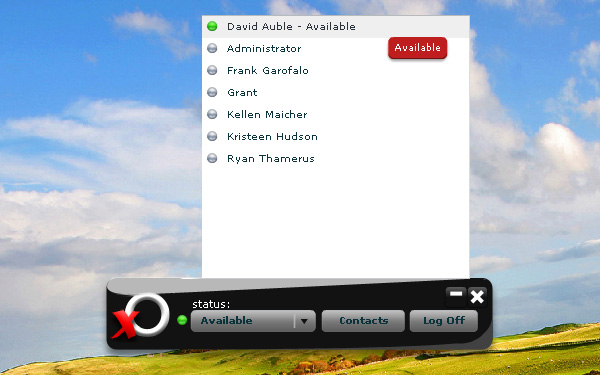 David Auble - Available
Administrator
Available
Frank Garofalo
Grant
Kellen Maicher
Kristeen Hudson
Ryan Thamerus
XO
status:
Available
Contacts
Log Off